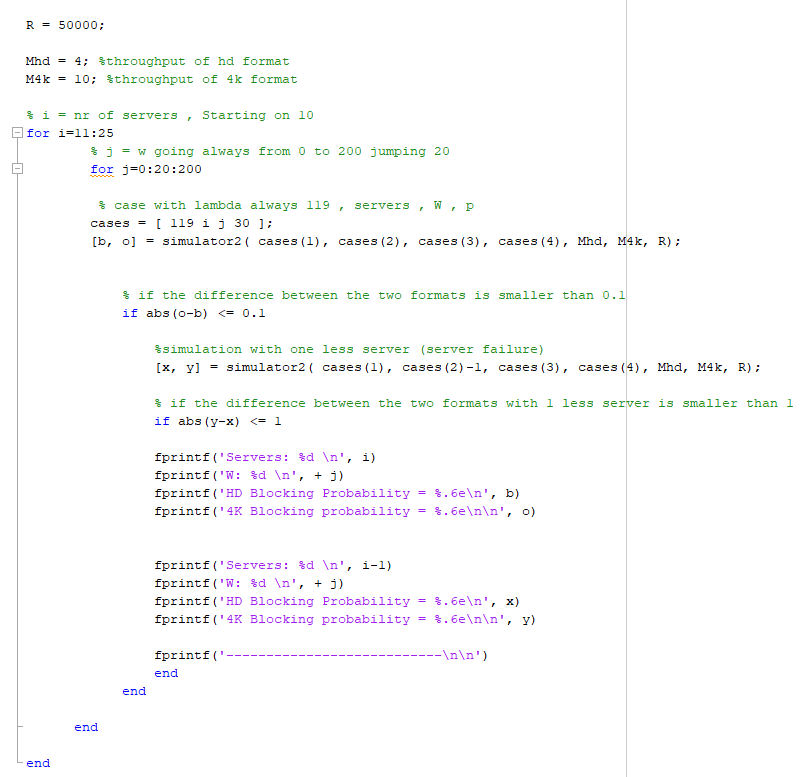 R = 50000;
Mhd = 4; %throughput of hd format
M4k = 10; %throughput of 4k format
% i = nr of servers , Starting on 10
for i=11:25
% j = w going always from 0 to 200 jumping 20
for j=0:20:200
% case with lambda always 119 , servers , W , p
cases = [ 119 i j 30 ];
[b, o] = simulator2( cases(1), cases(2), cases(3), cases(4), Mhd, M4k, R);
% if the difference between the two formats is smaller than 0.1
if abs(o-b) <= 0.1
%simulation with one less server (server failure)
[x, y] = simulator2( cases(1), cases(2)-1, cases(3), cases(4), Mhd, M4k, R);
% if the difference between the two formats with 1 less server is smaller than 1
if abs(y-x) <= 1
fprintf('Servers: %d \n', i)
fprintf('W: %d \n', + j)
fprintf('HD Blocking Probability = %.6e\n', b)
fprintf('4K Blocking probability = %.6e\n\n', o)
fprintf('Servers: %d \n', i-1)
fprintf('W: %d \n', + j)
fprintf('HD Blocking Probability = %.6e\n', x)
fprintf('4K Blocking probability = %.6e\n\n', y)
fprintf('---------------------------\n\n')
end
end
end
end